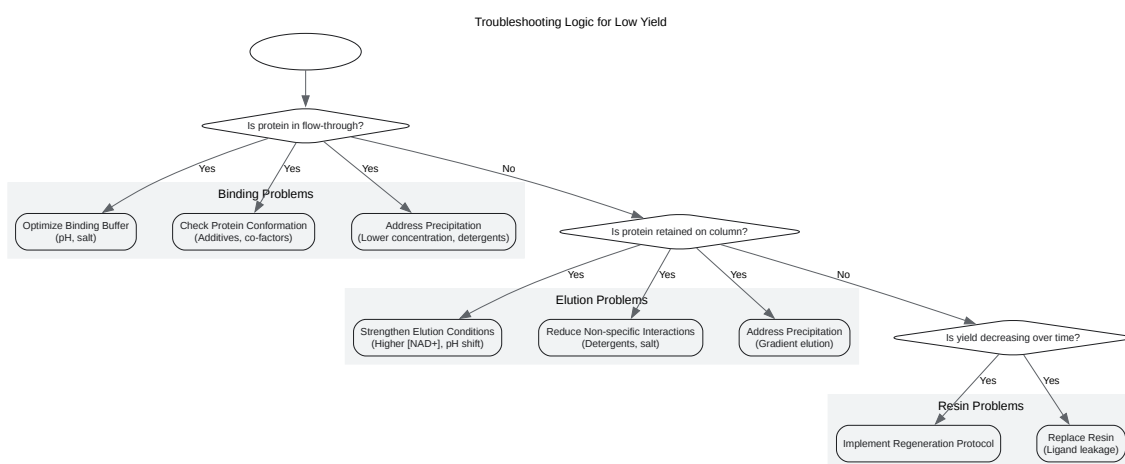 Troubleshooting Logic for Low Yield
Is protein in flow-through?
Yes
Yes
Yes
No
Binding Problems
Optimize Binding Buffer
(pH, salt)
Check Protein Conformation
(Additives, co-factors)
Address Precipitation
(Lower concentration, detergents)
Is protein retained on column?
Yes
Yes
Yes
No
Elution Problems
Strengthen Elution Conditions
(Higher [NAD+], pH shift)
Reduce Non-specific Interactions
(Detergents, salt)
Address Precipitation
(Gradient elution)
Is yield decreasing over time?
Yes
Yes
Resin Problems
Implement Regeneration Protocol
Replace Resin
(Ligand leakage)